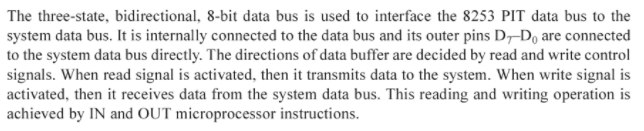 The three-state, bidirectional, 8-bit data bus is used to interface the 8253 PIT data bus to the
system data bus. It is internally connected to the data bus and its outer pins D₇–D₀ are connected
to the system data bus directly. The directions of data buffer are decided by read and write control
signals. When read signal is activated, then it transmits data to the system. When write signal is
activated, then it receives data from the system data bus. This reading and writing operation is
achieved by IN and OUT microprocessor instructions.